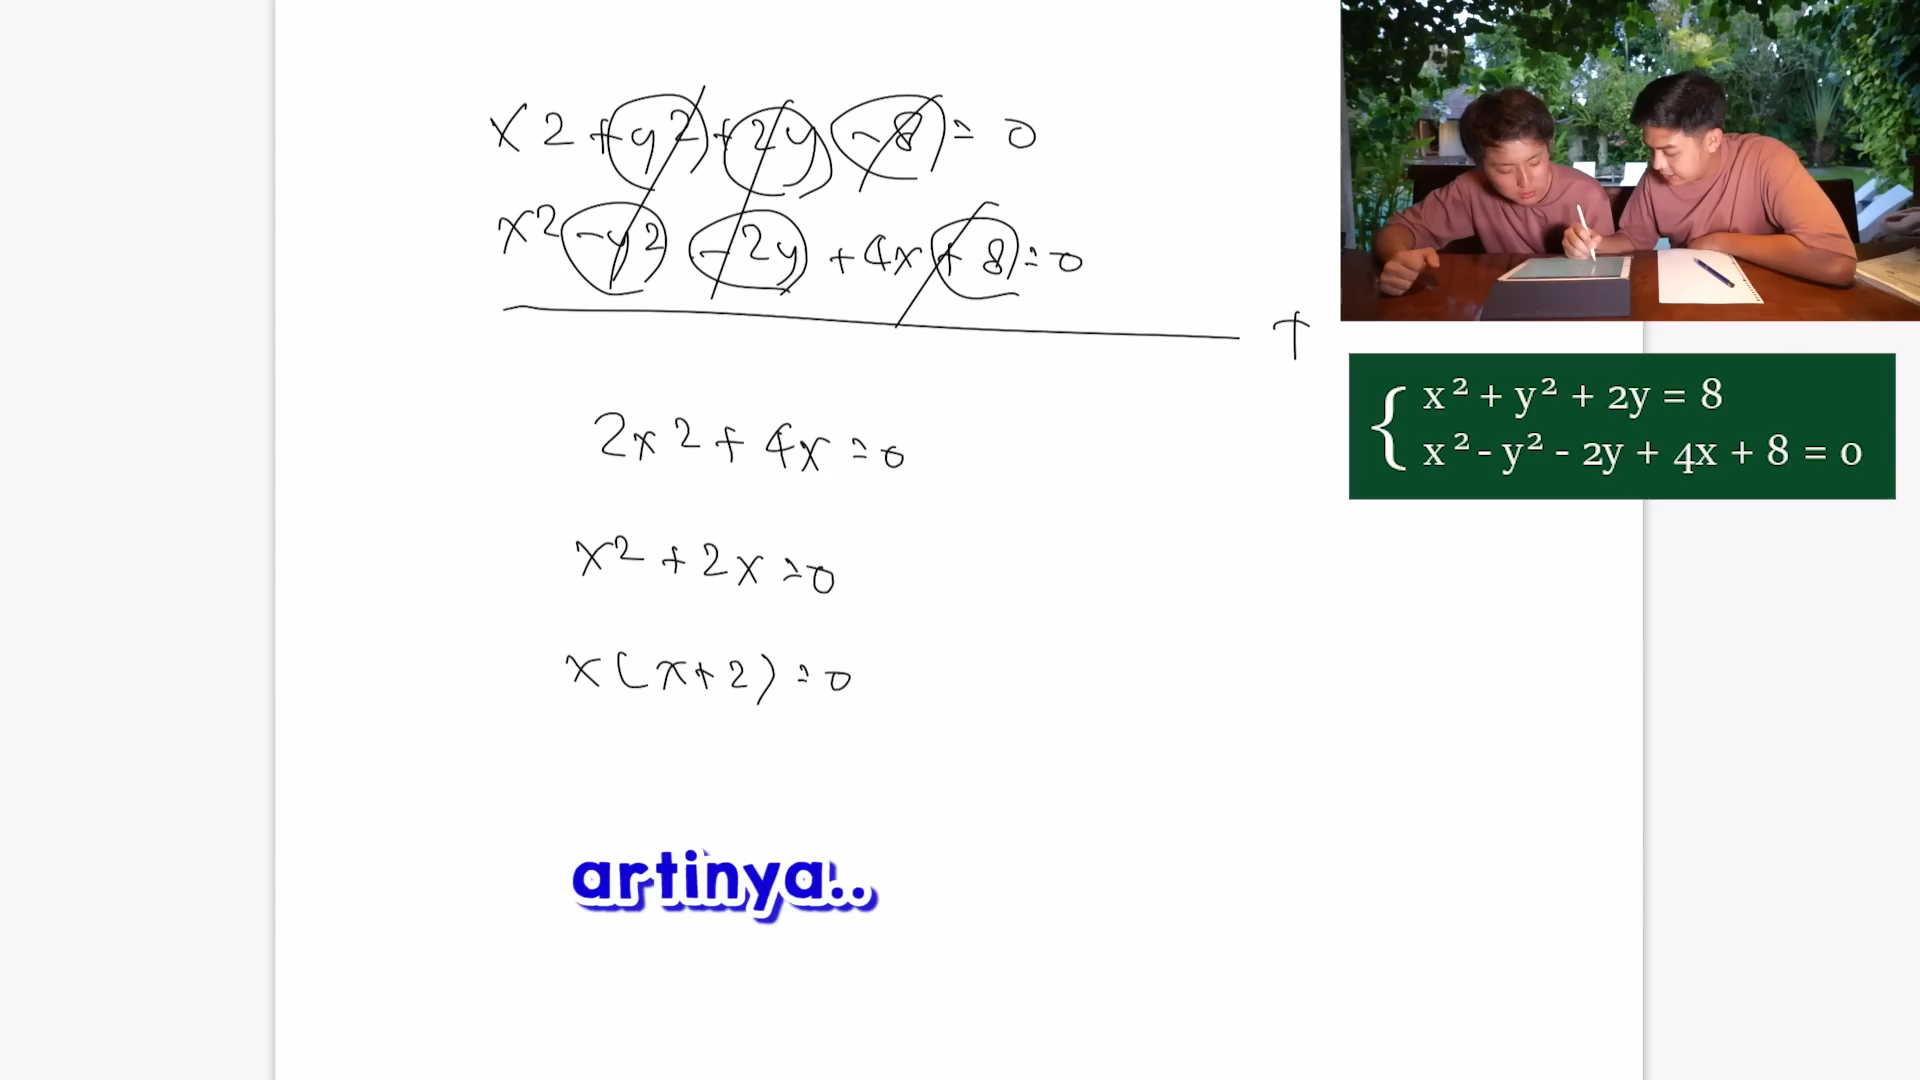 x2 + y2 + 2y - 8 = 0
x2 - y2 - 2y + 4x + 8 = 0
+
2x2 + 4x = 0
x2 + 2x = 0
x(x+2) = 0
artinya..
{ x² + y² + 2y = 8
x² - y² - 2y + 4x + 8 = 0